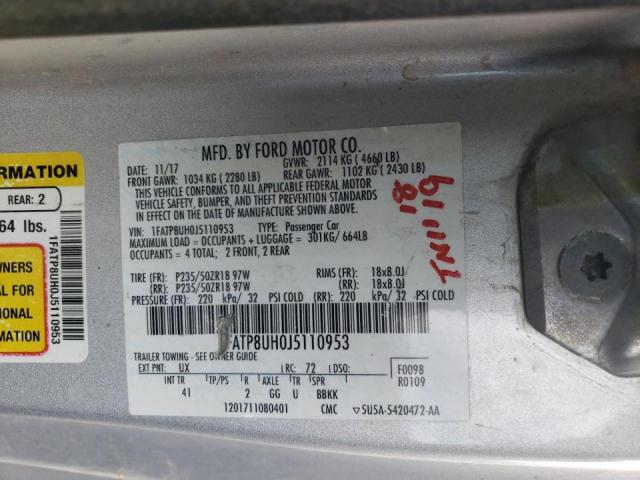 MFD. BY FORD MOTOR CO.
DATE: 11/17 GVWR: 2114 KG ( 4660 LB)
FRONT GAWR: 1034 KG ( 2280 LB) REAR GAWR: 1102 KG ( 2430 LB)
THIS VEHICLE CONFORMS TO ALL APPLICABLE FEDERAL MOTOR
VEHICLE SAFETY, BUMPER, AND THEFT PREVENTION STANDARDS
IN EFFECT ON THE DATE OF MANUFACTURE SHOWN ABOVE.
VIN: 1FATP8UH0J5110953 TYPE: Passenger Car
MAXIMUM LOAD = OCCUPANTS + LUGGAGE = 301KG/ 664LB
OCCUPANTS = 4 TOTAL; 2 FRONT, 2 REAR
TIRE (FR): P235/50ZR18 97W RIMS (FR): 18x8.0J
(RR): P235/50ZR18 97W (RR): 18x8.0J
PRESSURE (FR): 220 kPa/ 32 PSI COLD (RR): 220 kPa/ 32 PSI COLD
FATP8UH0J5110953
TRAILER TOWING - SEE OWNER GUIDE
EXT PNT: UX RC: 72 DSO: F0098
R0109
INT TR TP/PS R AXLE TR SPR
41 2 GG U BBKK
1201711080401 CMC 5U5A-5420472-AA
RMATION
REAR: 2
64 lbs.
WNERS
AL FOR
IONAL
MATION
1FATP8UH0J5110953